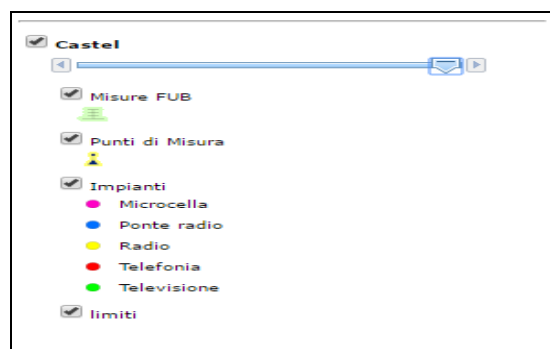 Castel
Misure FUB
Punti di Misura
Impianti
Microcella
Ponte radio
Radio
Telefonia
Televisione
limiti